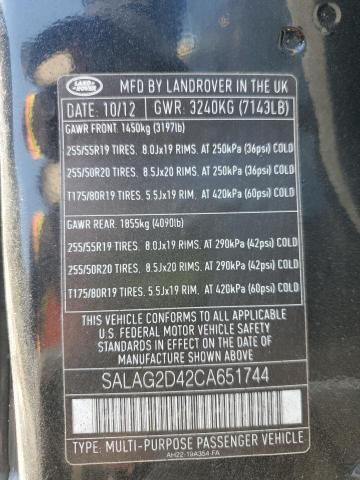 LAND
ROVER
MFD BY LANDROVER IN THE UK
DATE: 10/12 GWR: 3240KG (7143LB)
GAWR FRONT: 1450kg (3197lb)
255/55R19 TIRES. 8.0Jx19 RIMS. AT 250kPA (36psi) COLD
255/50R20 TIRES. 8.5Jx20 RIMS. AT 250kPA (36psi) COLD
T175/80R19 TIRES. 5.5Jx19 RIM. AT 420kPA (60psi) COLD
GAWR REAR: 1855kg (4090lb)
255/55R19 TIRES. 8.0Jx19 RIMS. AT 290kPA (42psi) COLD
255/50R20 TIRES. 8.5Jx20 RIMS. AT 290kPA (42psi) COLD
T175/80R19 TIRES. 5.5Jx19 RIM. AT 420kPA (60psi) COLD
THIS VEHICLE CONFORMS TO ALL APPLICABLE
U.S. FEDERAL MOTOR VEHICLE SAFETY STANDARDS
IN EFFECT ON THE DATE OF MANUFACTURE SHOWN ABOVE
SALAG2D42CA651744
TYPE: MULTI-PURPOSE PASSENGER VEHICLE
AH22-19A354-FA